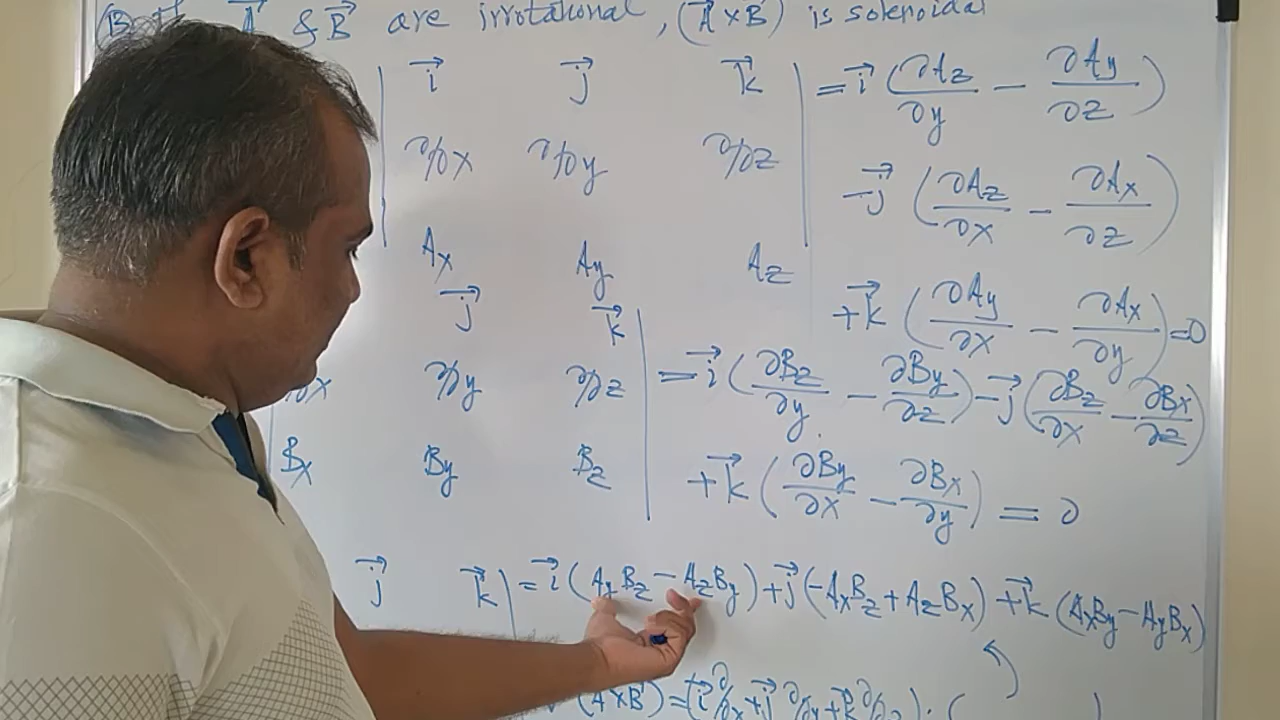 (B A⃗ & B⃗ are irrotational, (A⃗×B⃗) is solenoidal
| i⃗ j⃗ k⃗ | = i⃗ (∂Az/∂y − ∂Ay/∂z)
∂/∂x ∂/∂y ∂/∂z −j⃗ (∂Az/∂x − ∂Ax/∂z)
Ax Ay Az +k⃗ (∂Ay/∂x − ∂Ax/∂y) = 0
j⃗ k⃗ | = i⃗ (∂Bz/∂y − ∂By/∂z) − j⃗ (∂Bz/∂x − ∂Bx/∂z)
∂x ∂/∂y ∂/∂z
Bx By Bz +k⃗ (∂By/∂x − ∂Bx/∂y) = 0
j⃗ k⃗ | = i⃗ (AyBz − AzBy) + j⃗ (−AxBz + AzBx) + k⃗ (AxBy − AyBx)
(A×B) = (i⃗ ∂/∂x + j⃗ ∂/∂y + k⃗ ∂/∂z) · ( )